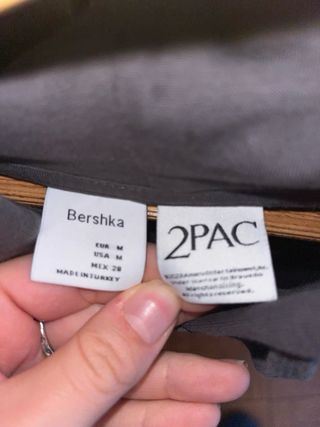 Bershka
EUR M
USA M
MEX 28
MADE IN TURKEY
2PAC
Merchandising.
All rights reserved.